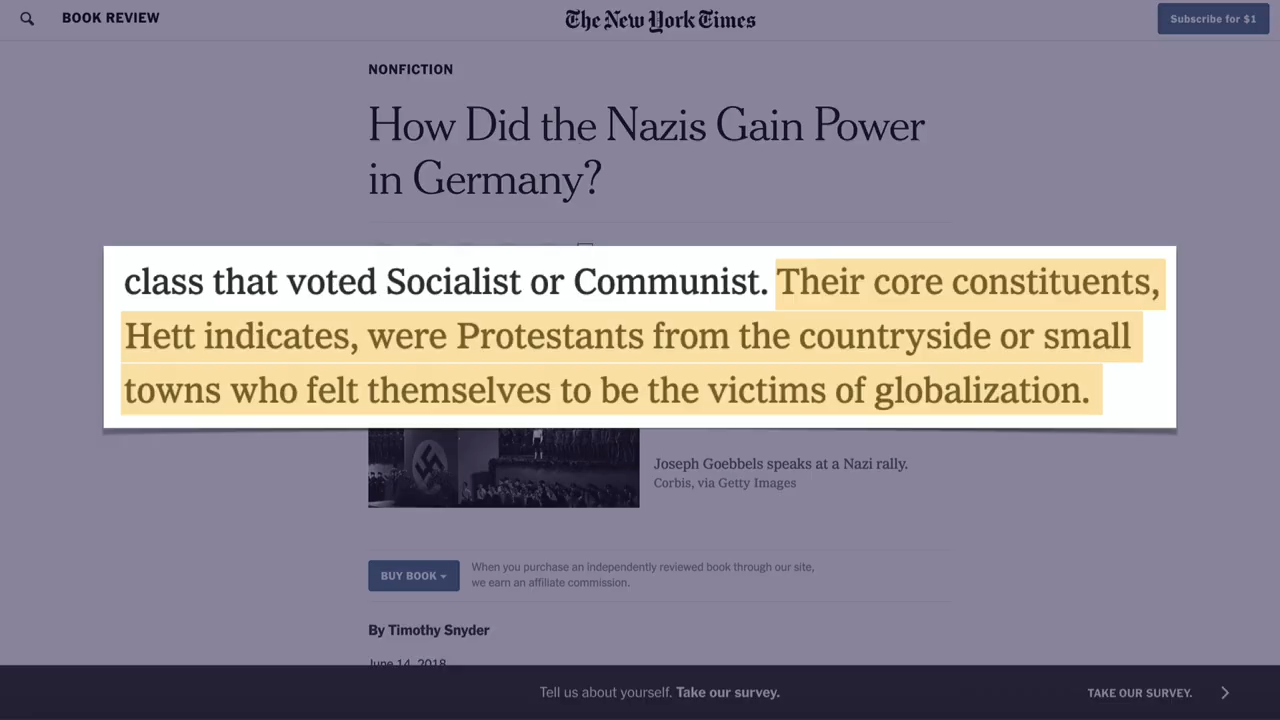 BOOK REVIEW
The New York Times
Subscribe for $1
NONFICTION
How Did the Nazis Gain Power
in Germany?
class that voted Socialist or Communist. Their core constituents,
Hett indicates, were Protestants from the countryside or small
towns who felt themselves to be the victims of globalization.
Joseph Goebbels speaks at a Nazi rally.
Corbis, via Getty Images
BUY BOOK
When you purchase an independently reviewed book through our site,
we earn an affiliate commission.
By Timothy Snyder
June 14, 2018
Tell us about yourself. Take our survey.
TAKE OUR SURVEY.